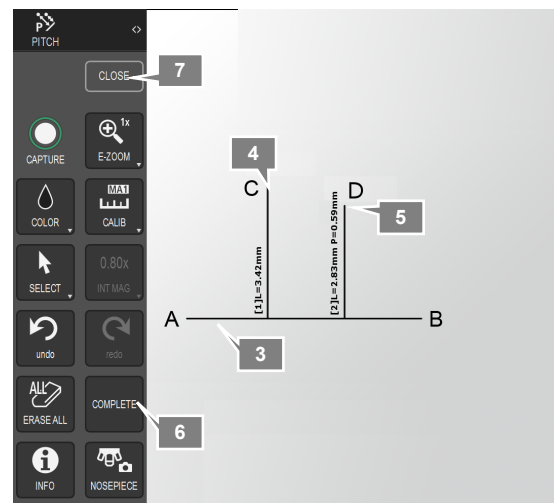 P
PITCH
CLOSE
7
CAPTURE
1x
E-ZOOM
COLOR
MA1
CALIB
SELECT
0.80x
INT MAG
undo
redo
ALL
ERASE ALL
COMPLETE
6
INFO
NOSEPIECE
4
C
D
5
[1]L=3.42mm
[2]L=2.83mm P=0.59mm
A
B
3